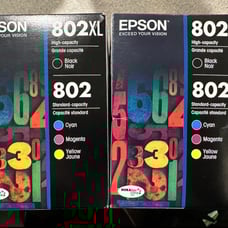 EPSON
EXCEED YOUR VISION
802XL
High-capacity
Grande capacité
Black
Noir
802
Standard-capacity
Capacité standard
Cyan
Magenta
Yellow
Jaune
EPSON
EXCEED YOUR VISION
802
High-capacity
Grande capacité
Black
Noir
802
Standard-capacity
Capacité standard
Cyan
Magenta
Yellow
Jaune